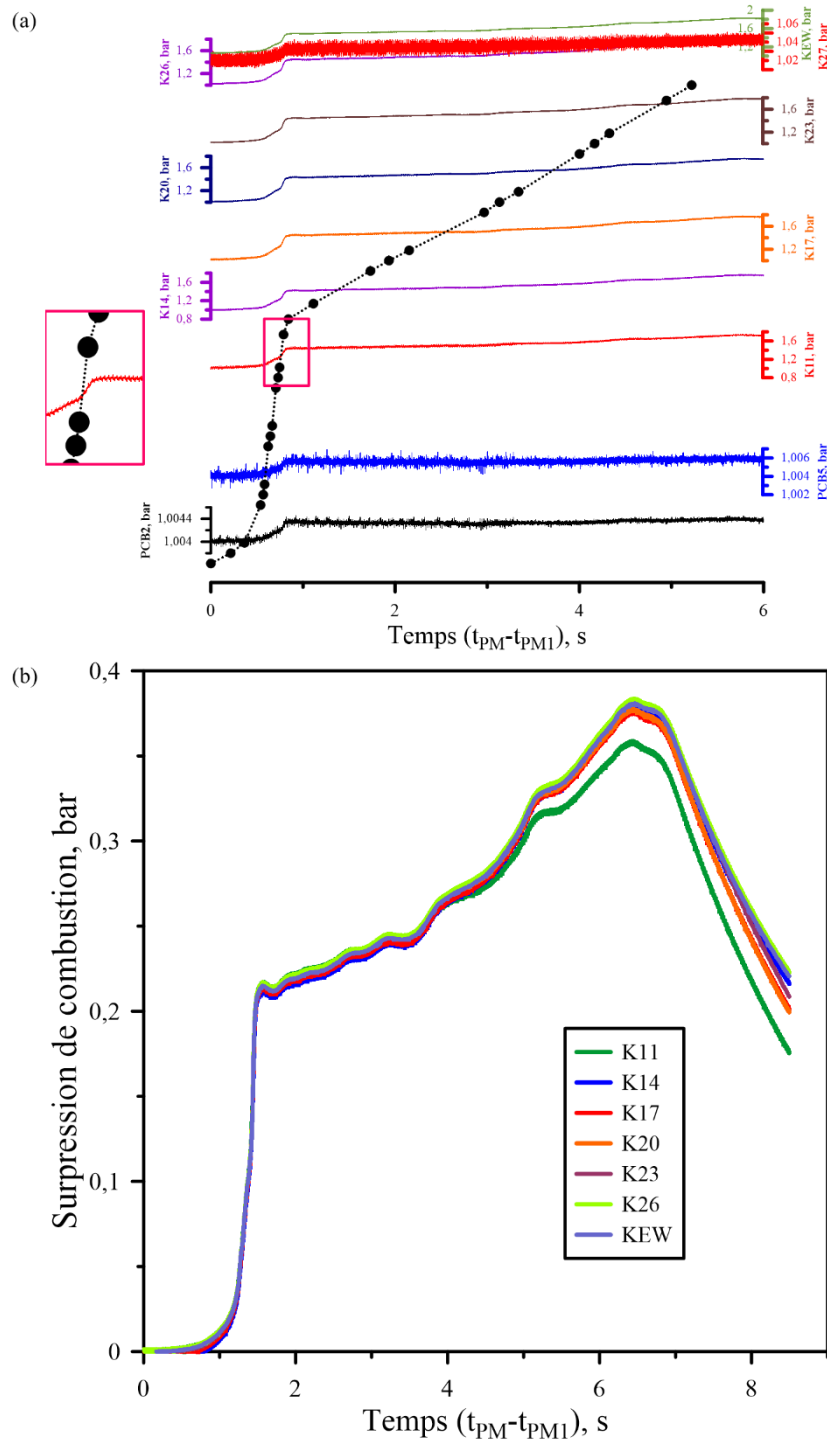 (a)
2
1,6
1,2
K26, bar
1,6
1,2
KEW, bar
1,06
1,04
1,02
K27, bar
1,6
1,2
K23, bar
1,6
1,2
K20, bar
1,6
1,2
K17, bar
1,6
1,2
0,8
K14, bar
1,6
1,2
0,8
K11, bar
1,006
1,004
1,002
PCB5, bar
1,0044
1,004
PCB2, bar
0 2 4 6
Temps (tPM-tPM1), s
(b)
0,4
0,3
0,2
0,1
0
Surpression de combustion, bar
K11
K14
K17
K20
K23
K26
KEW
0 2 4 6 8
Temps (tPM-tPM1), s